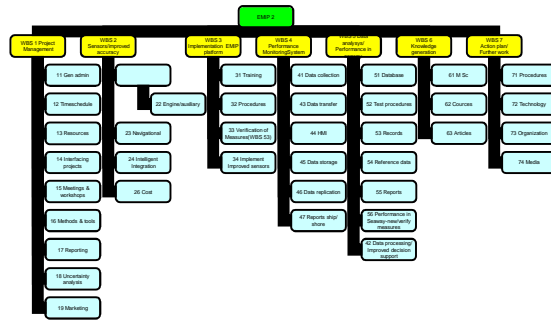 EMIP 2
WBS 1 Project
Management
WBS 2
Sensors/improved
accuracy
WBS 3
Implementation EMIP
platform
WBS 4
Performance
MonitoringSystem
analysys/
Performance in
WBS 6
Knowledge
generation
WBS 7
Action plan/
Further work
11 Gen admin
12 Timeschedule
13 Resources
14 Interfacing
projects
15 Meetings &
workshops
16 Methods & tools
17 Reporting
18 Uncertainty
analysis
19 Marketing
22 Engine/auxiliary
23 Navigational
24 Intelligent
Integration
26 Cost
31 Training
32 Procedures
33 Verification of
Measures(WBS 53)
34 Implement
Improved sensors
41 Data collection
43 Data transfer
44 HMI
45 Data storage
46 Data replication
47 Reports ship/
shore
51 Database
52 Test procedures
53 Records
54 Reference data
55 Reports
56 Performance in
Seaway-new/verify
measures
42 Data processing/
Improved decision
support
61 M Sc
62 Cources
63 Articles
71 Procedures
72 Technology
73 Organization
74 Media